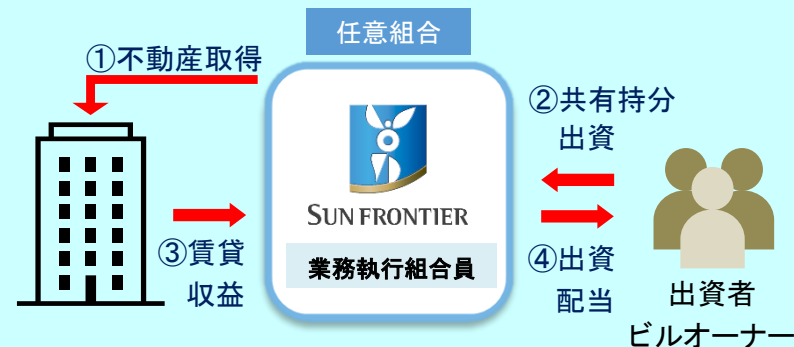 任意組合
①不動産取得
②共有持分
出資
SUN FRONTIER
業務執行組合員
③賃貸
収益
④出資
配当
出資者
ビルオーナー